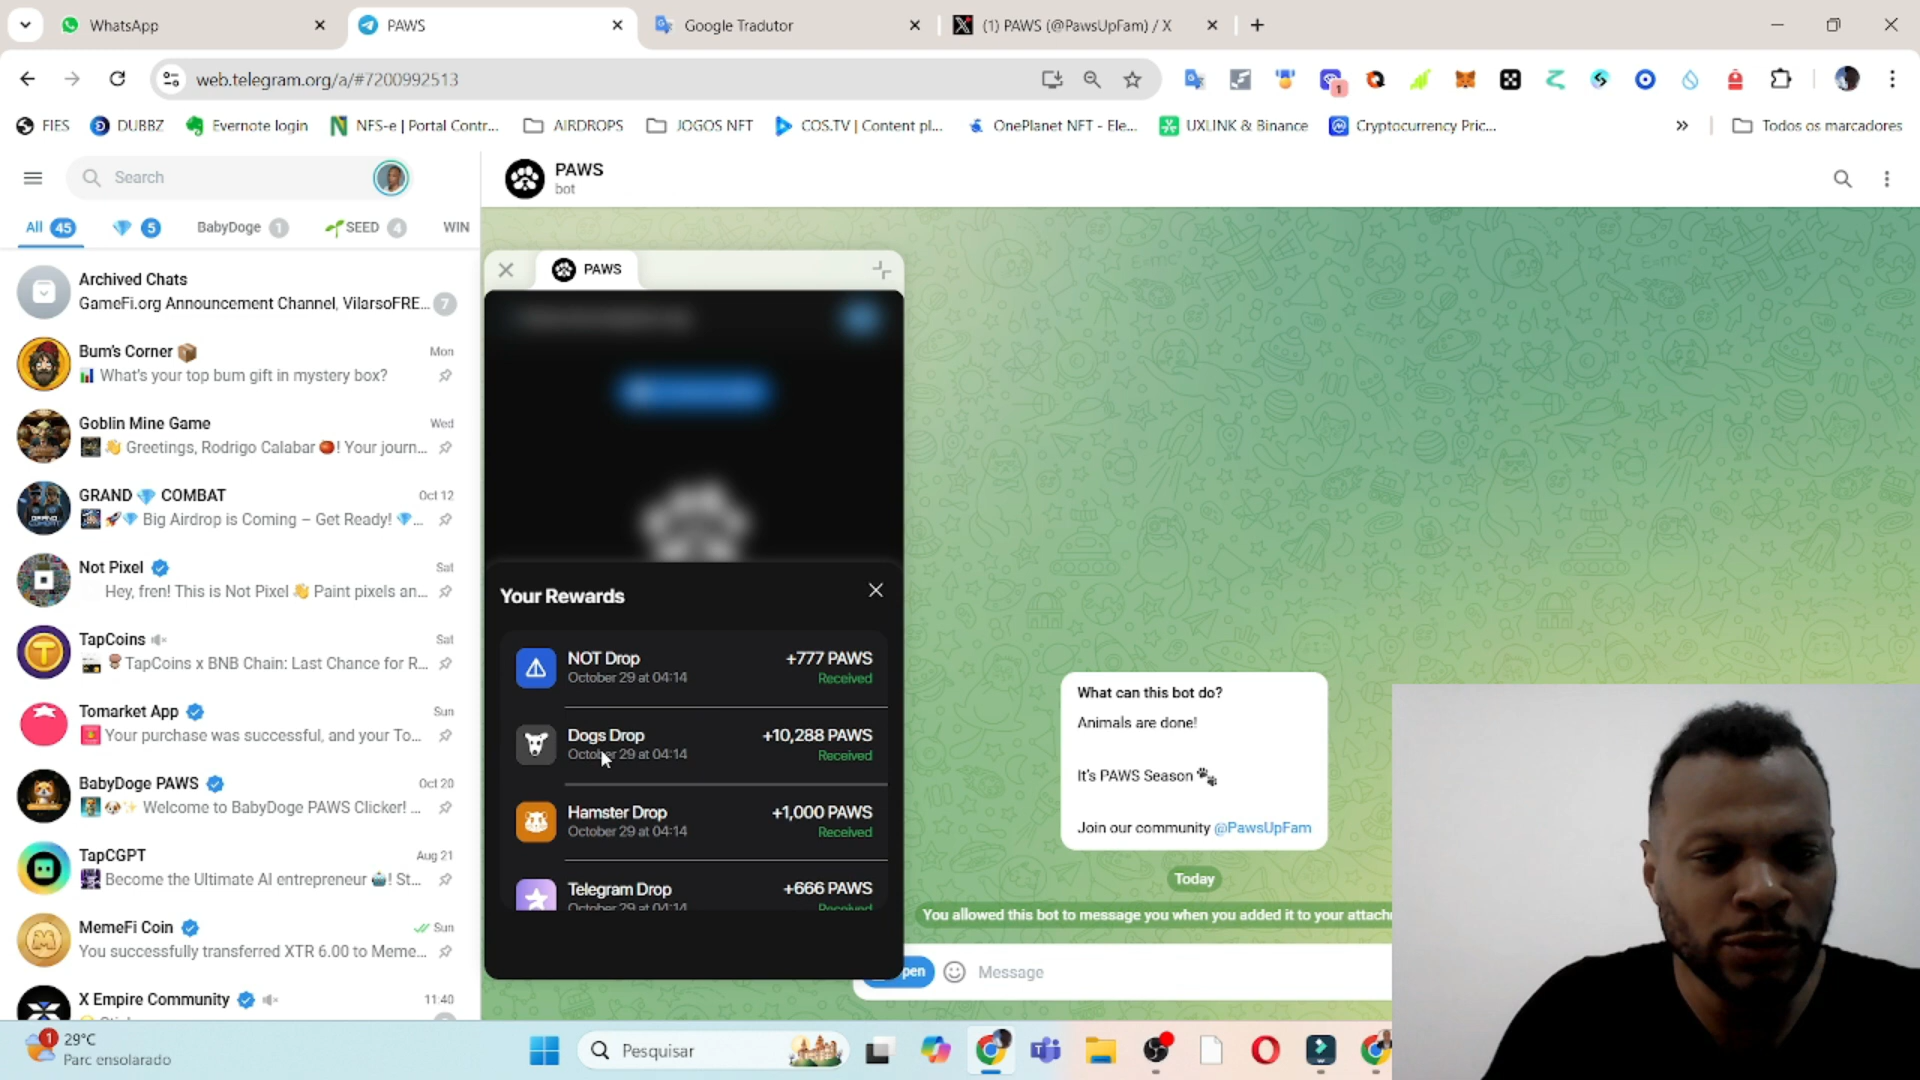 WhatsApp
PAWS
Google Tradutor
(1) PAWS (@PawsUpFam) / X
web.telegram.org/a/#7200992513
1
FIES
DUBBZ
Evernote login
NFS-e | Portal Contr...
AIRDROPS
JOGOS NFT
COS.TV | Content pl...
OnePlanet NFT - Ele...
UXLINK & Binance
Cryptocurrency Pric...
Todos os marcadores
Search
All 45
5
BabyDoge 1
SEED 4
WIN
PAWS
bot
Archived Chats
GameFi.org Announcement Channel, VilarsoFRE... 7
Bum's Corner
Mon
What's your top bum gift in mystery box?
Goblin Mine Game
Wed
Greetings, Rodrigo Calabar ! Your journ...
GRAND COMBAT
Oct 12
Big Airdrop is Coming – Get Ready! ...
Not Pixel
Sat
Hey, fren! This is Not Pixel Paint pixels an...
TapCoins
Sat
TapCoins x BNB Chain: Last Chance for R...
Tomarket App
Sun
Your purchase was successful, and your To...
BabyDoge PAWS
Oct 20
Welcome to BabyDoge PAWS Clicker! ...
TapCGPT
Aug 21
Become the Ultimate AI entrepreneur ! St...
MemeFi Coin
Sun
You successfully transferred XTR 6.00 to Meme...
X Empire Community
11:40
PAWS
Your Rewards
NOT Drop
+777 PAWS
October 29 at 04:14
Received
Dogs Drop
+10,288 PAWS
October 29 at 04:14
Received
Hamster Drop
+1,000 PAWS
October 29 at 04:14
Received
Telegram Drop
+666 PAWS
October 29 at 04:14
Received
What can this bot do?
Animals are done!
It's PAWS Season
Join our community @PawsUpFam
Today
You allowed this bot to message you when you added it to your attach
pen
Message
1
29°C
Parc ensolarado
Pesquisar